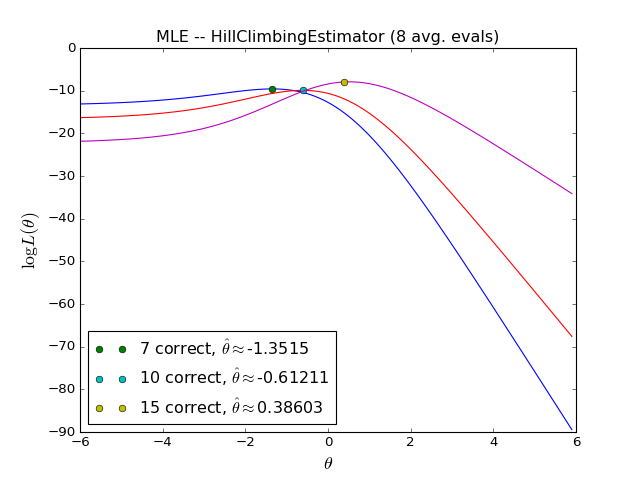 MLE -- HillClimbingEstimator (8 avg. evals)
0
−10
−20
−30
−40
−50
−60
−70
−80
−90
log L(θ)
7 correct, θ̂ ≈ -1.3515
10 correct, θ̂ ≈ -0.61211
15 correct, θ̂ ≈ 0.38603
−6 −4 −2 0 2 4 6
θ